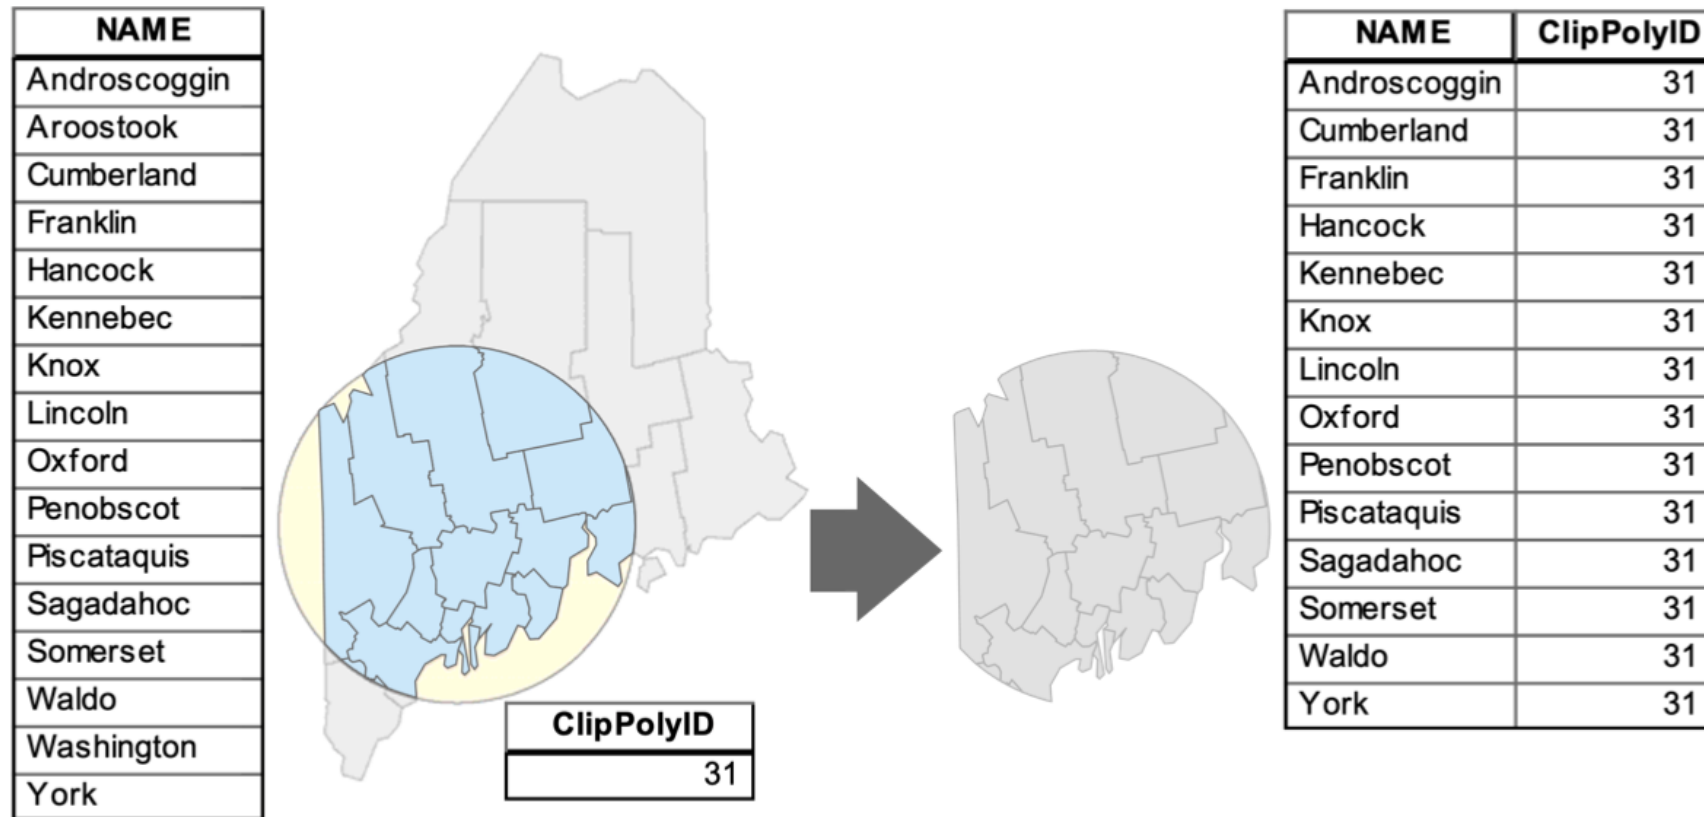 NAME
Androscoggin
Aroostook
Cumberland
Franklin
Hancock
Kennebec
Knox
Lincoln
Oxford
Penobscot
Piscataquis
Sagadahoc
Somerset
Waldo
Washington
York
ClipPolyID
31
NAME ClipPolyID
Androscoggin 31
Cumberland 31
Franklin 31
Hancock 31
Kennebec 31
Knox 31
Lincoln 31
Oxford 31
Penobscot 31
Piscataquis 31
Sagadahoc 31
Somerset 31
Waldo 31
York 31